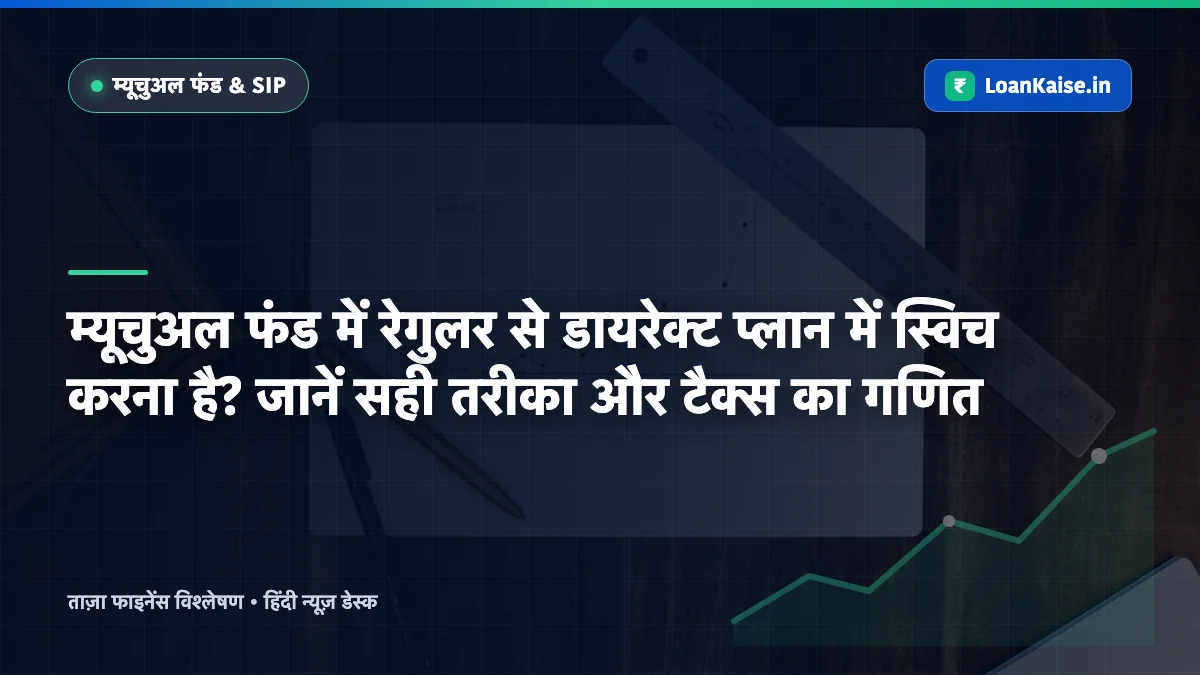 म्यूचुअल फंड & SIP
₹ LoanKaise.in
म्यूचुअल फंड में रेगुलर से डायरेक्ट प्लान में स्विच
करना है? जानें सही तरीका और टैक्स का गणित
ताज़ा फाइनेंस विश्लेषण • हिंदी न्यूज़ डेस्क